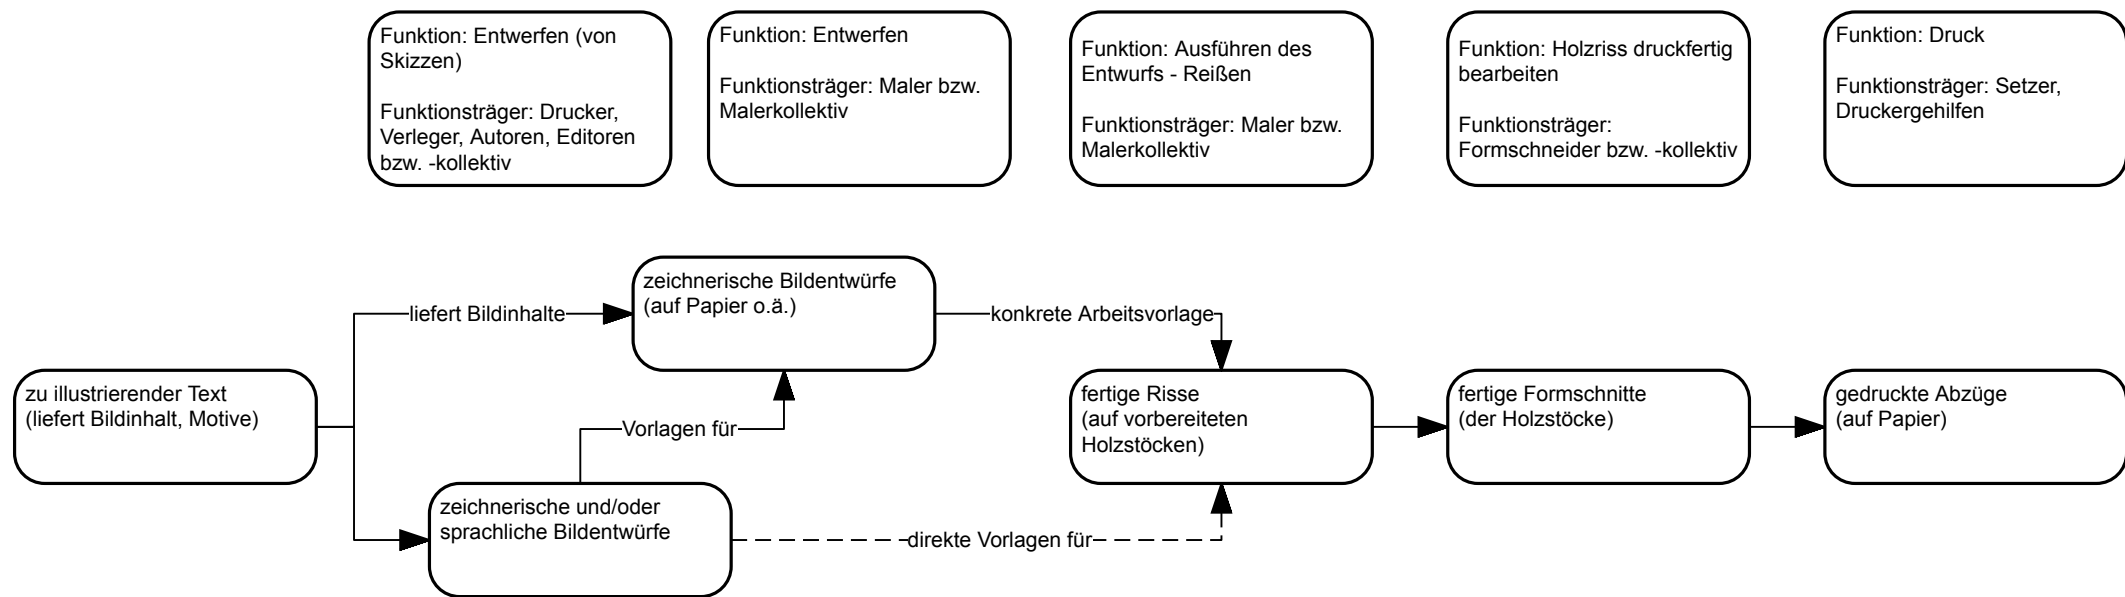 Funktion: Entwerfen (von
Skizzen)
Funktionsträger: Drucker,
Verleger, Autoren, Editoren
bzw. -kollektiv
Funktion: Entwerfen
Funktionsträger: Maler bzw.
Malerkollektiv
Funktion: Ausführen des
Entwurfs - Reißen
Funktionsträger: Maler bzw.
Malerkollektiv
Funktion: Holzriss druckfertig
bearbeiten
Funktionsträger:
Formschneider bzw. -kollektiv
Funktion: Druck
Funktionsträger: Setzer,
Druckergehilfen
zu illustrierender Text
(liefert Bildinhalt, Motive)
liefert Bildinhalte
zeichnerische Bildentwürfe
(auf Papier o.ä.)
konkrete Arbeitsvorlage
Vorlagen für
zeichnerische und/oder
sprachliche Bildentwürfe
direkte Vorlagen für
fertige Risse
(auf vorbereiteten
Holzstöcken)
fertige Formschnitte
(der Holzstöcke)
gedruckte Abzüge
(auf Papier)